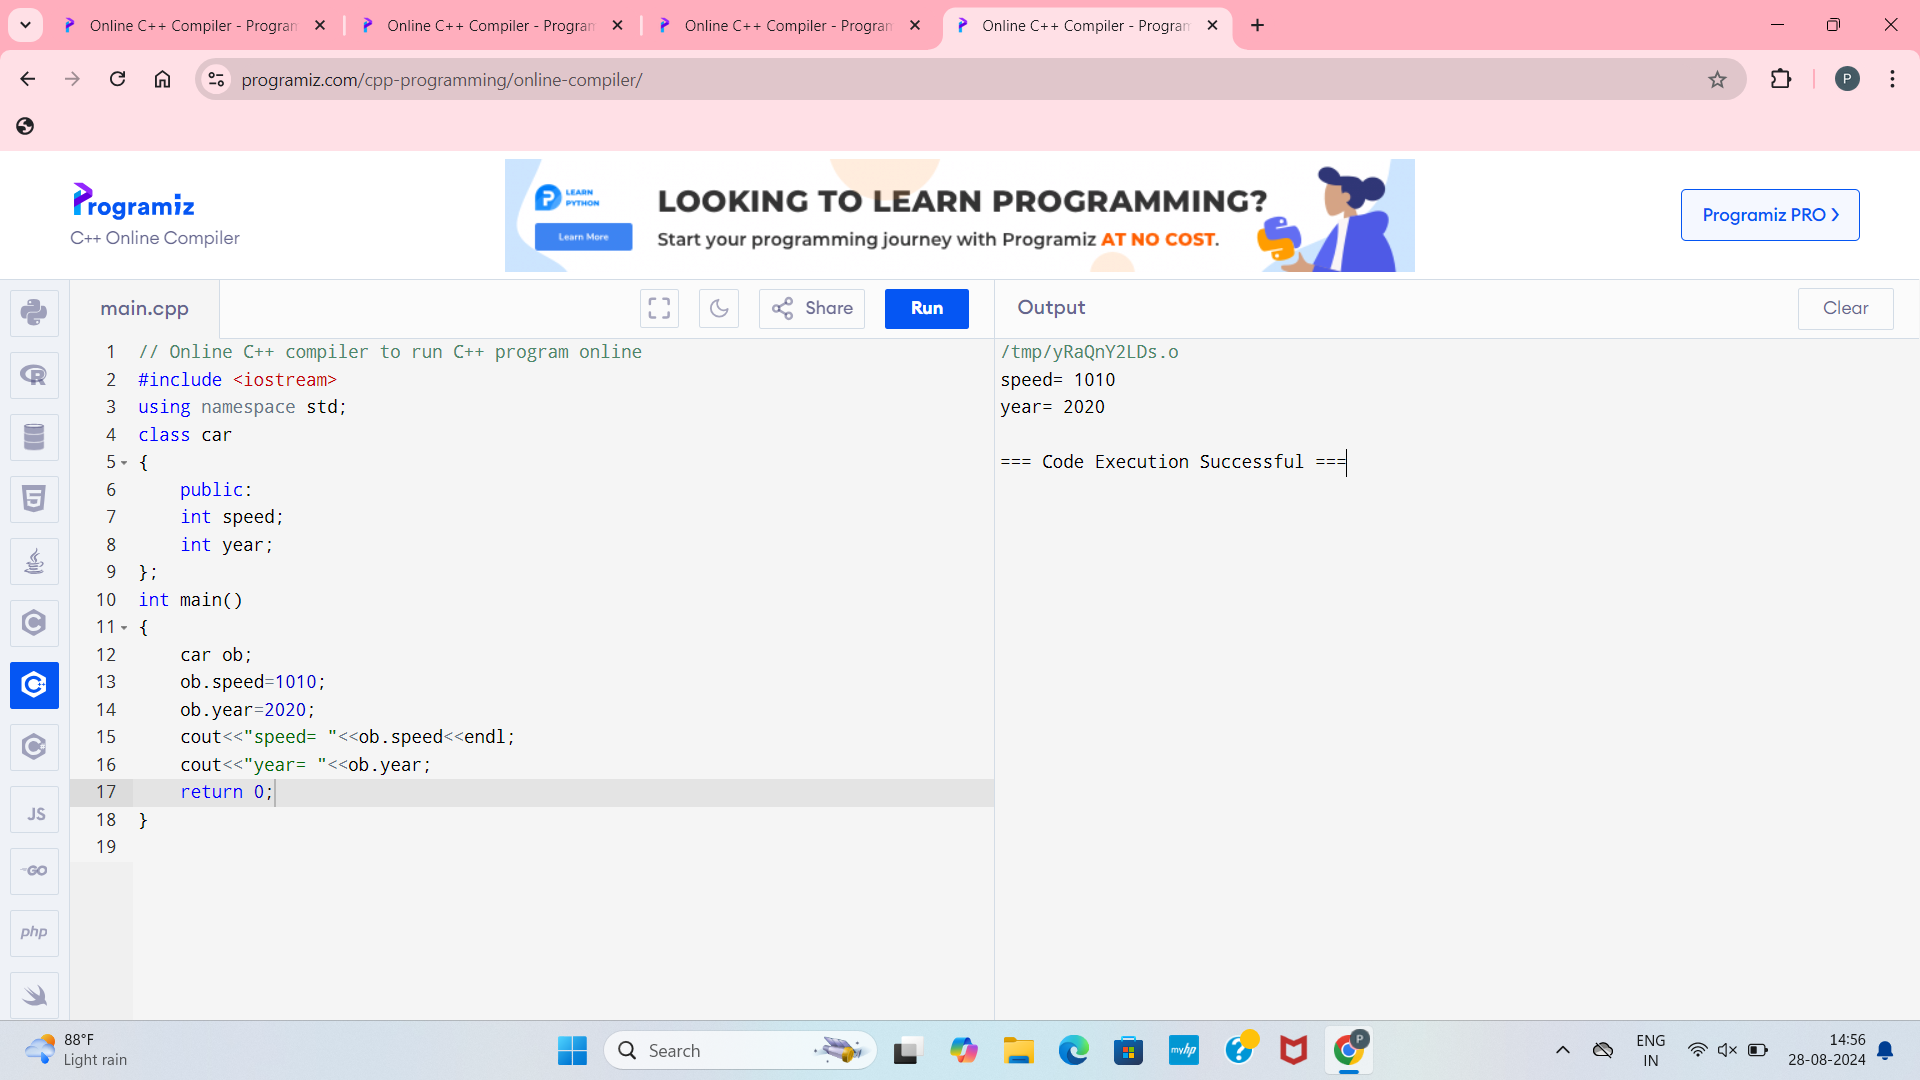 Online C++ Compiler - Program
Online C++ Compiler - Program
Online C++ Compiler - Program
Online C++ Compiler - Program
programiz.com/cpp-programming/online-compiler/
P
Programiz
C++ Online Compiler
LEARN
PYTHON
Learn More
LOOKING TO LEARN PROGRAMMING?
Start your programming journey with Programiz AT NO COST.
Programiz PRO
main.cpp
Share
Run
Output
Clear
1 // Online C++ compiler to run C++ program online
2 #include <iostream>
3 using namespace std;
4 class car
5 {
6 public:
7 int speed;
8 int year;
9 };
10 int main()
11 {
12 car ob;
13 ob.speed=1010;
14 ob.year=2020;
15 cout<<"speed= "<<ob.speed<<endl;
16 cout<<"year= "<<ob.year;
17 return 0;
18 }
19
/tmp/yRaQnY2LDs.o
speed= 1010
year= 2020
=== Code Execution Successful ===
JS
GO
php
88°F
Light rain
Search
myhp
P
ENG
IN
14:56
28-08-2024